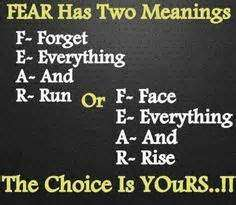 FEAR Has Two Meanings
F- Forget
E- Everything
A- And
R- Run
Or
F- Face
E- Everything
A- And
R- Rise
The Choice Is YOuRS..!!